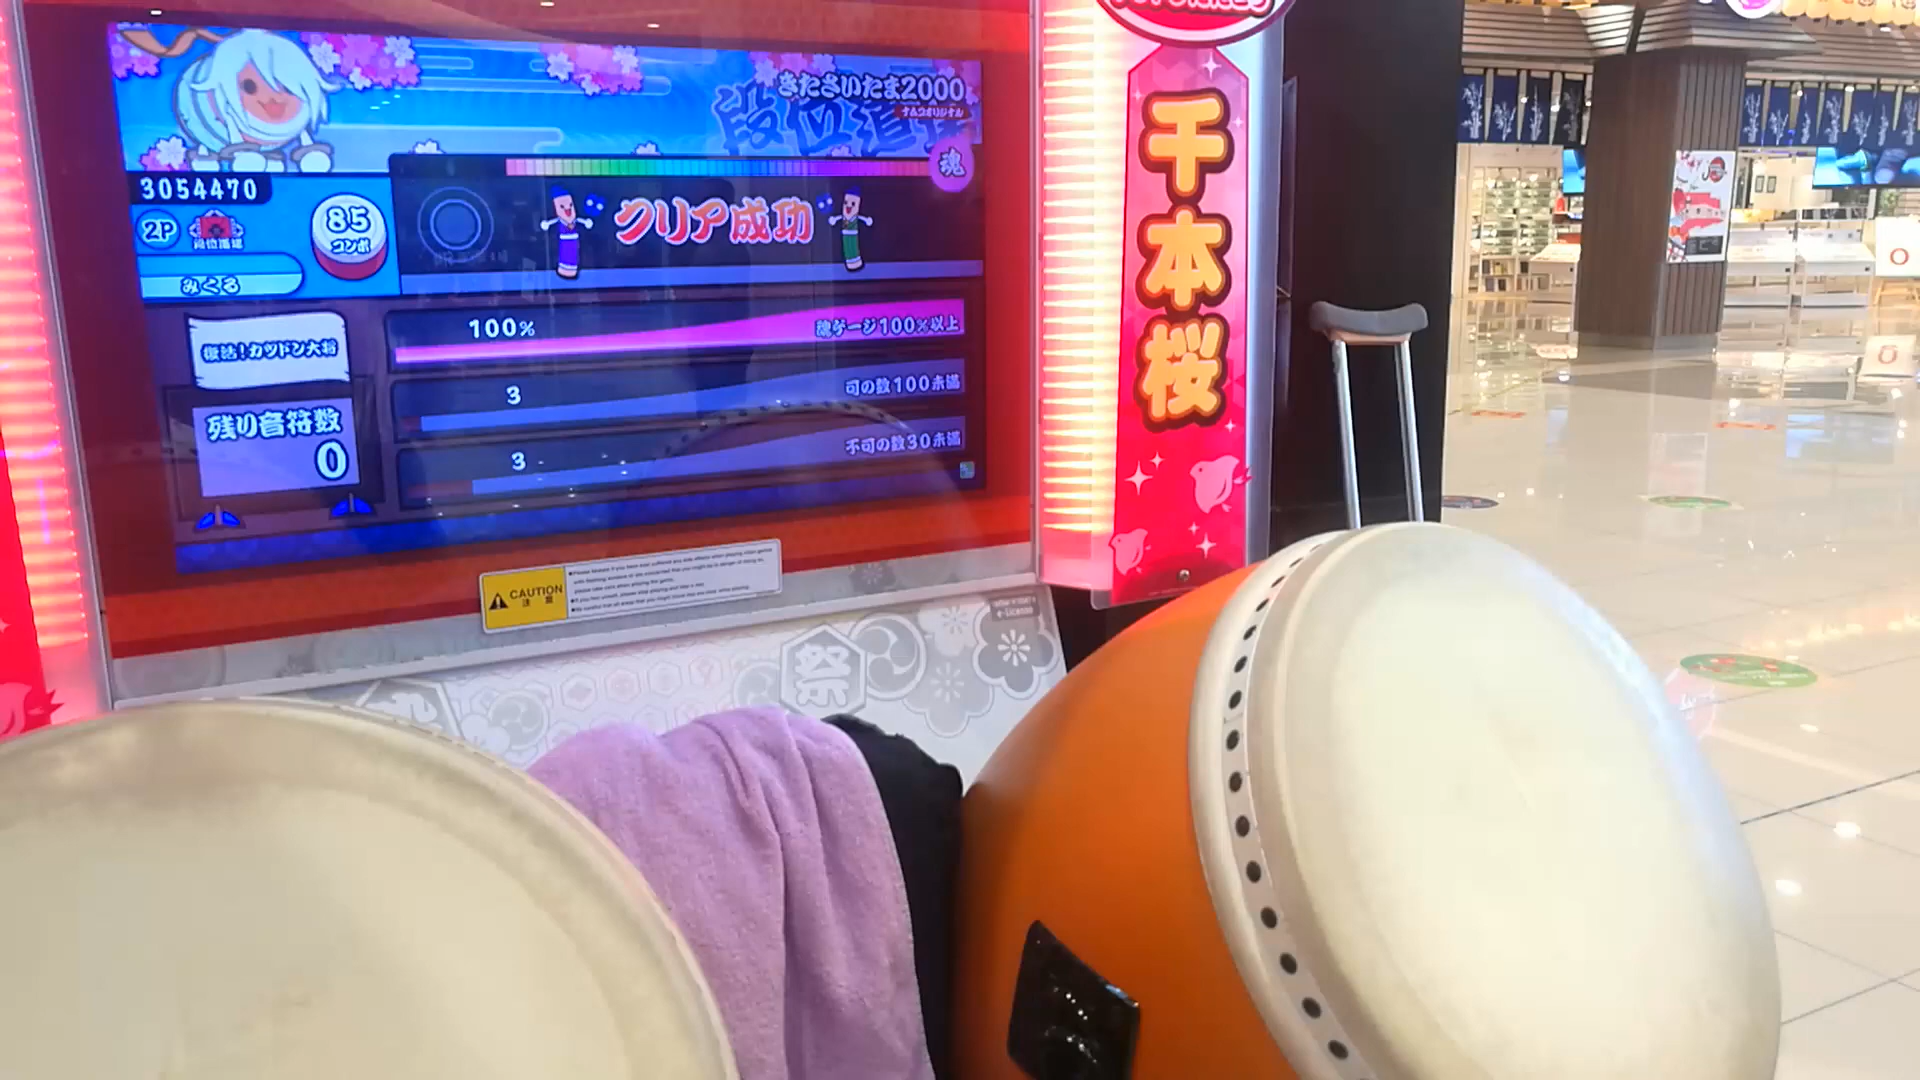 きたさいたま2000
ナムコオリジナル
段位道場
魂
3054470
2P
段位道場
85
コンボ
みくる
クリア成功
復活!カツドン大将
100%
魂ゲージ100%以上
3
可の数100未満
残り音符数
0
3
不可の数30未満
千本桜
CAUTION
注意
祭